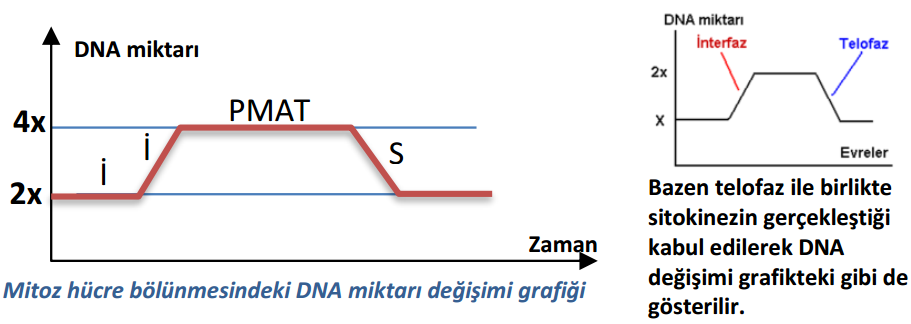 DNA miktarı
4x
2x
İ
İ
PMAT
S
Zaman
Mitoz hücre bölünmesindeki DNA miktarı değişimi grafiği
DNA miktarı
İnterfaz
Telofaz
2x
X
Evreler
Bazen telofaz ile birlikte
sitokinezin gerçekleştiği
kabul edilerek DNA
değişimi grafikteki gibi de
gösterilir.